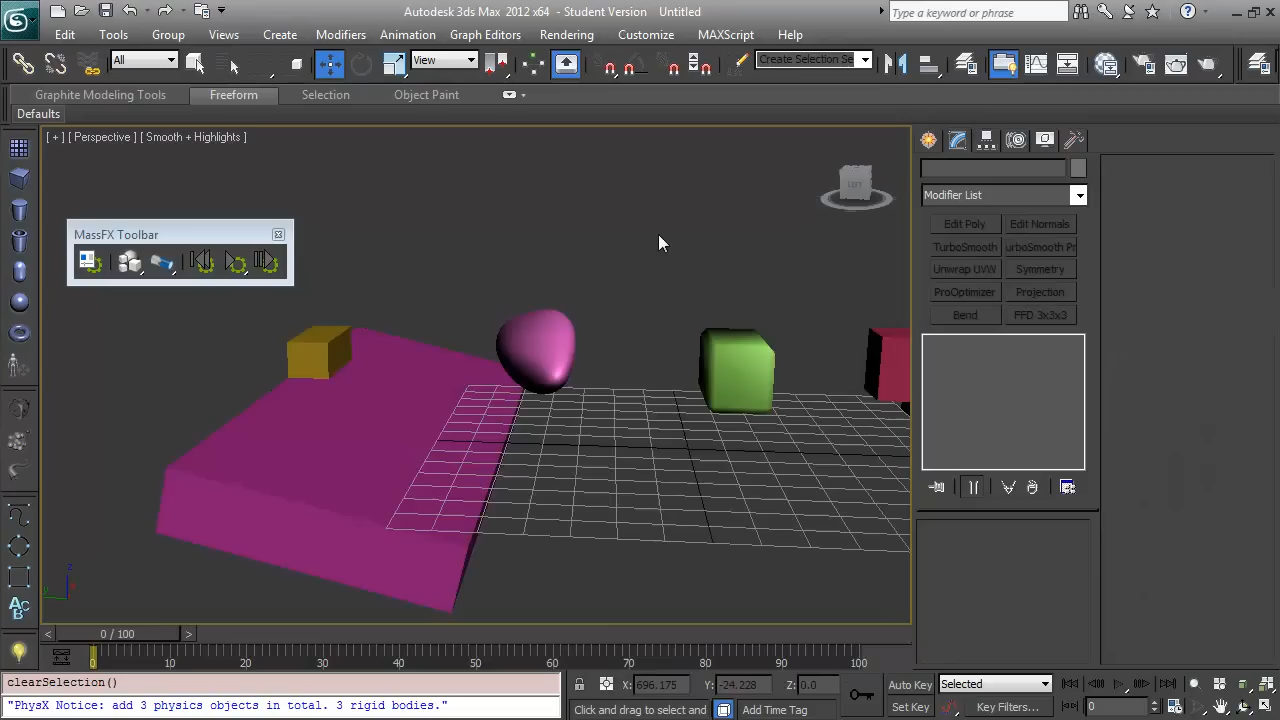 Autodesk 3ds Max 2012 x64 - Student Version Untitled
Type a keyword or phrase
Edit Tools Group Views Create Modifiers Animation Graph Editors Rendering Customize MAXScript Help
All View Create Selection Se
Graphite Modeling Tools Freeform Selection Object Paint
Defaults
[ + ] [ Perspective ] [ Smooth + Highlights ]
LEFT
Modifier List
MassFX Toolbar
Edit Poly Edit Normals
TurboSmooth urboSmooth Pr
Unwrap UVW Symmetry
ProOptimizer Projection
Bend FFD 3x3x3
z
y
0 / 100
0 10 20 30 40 50 60 70 80 90 100
clearSelection()
X: 696.175 Y: -24.228 Z: 0.0
Auto Key Selected
"PhysX Notice: add 3 physics objects in total. 3 rigid bodies."
Click and drag to select and Add Time Tag
Set Key Key Filters... 0